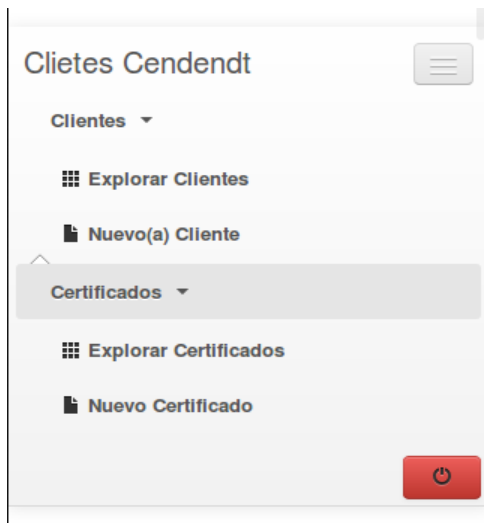 Clietes Cendendt
Clientes
Explorar Clientes
Nuevo(a) Cliente
Certificados
Explorar Certificados
Nuevo Certificado